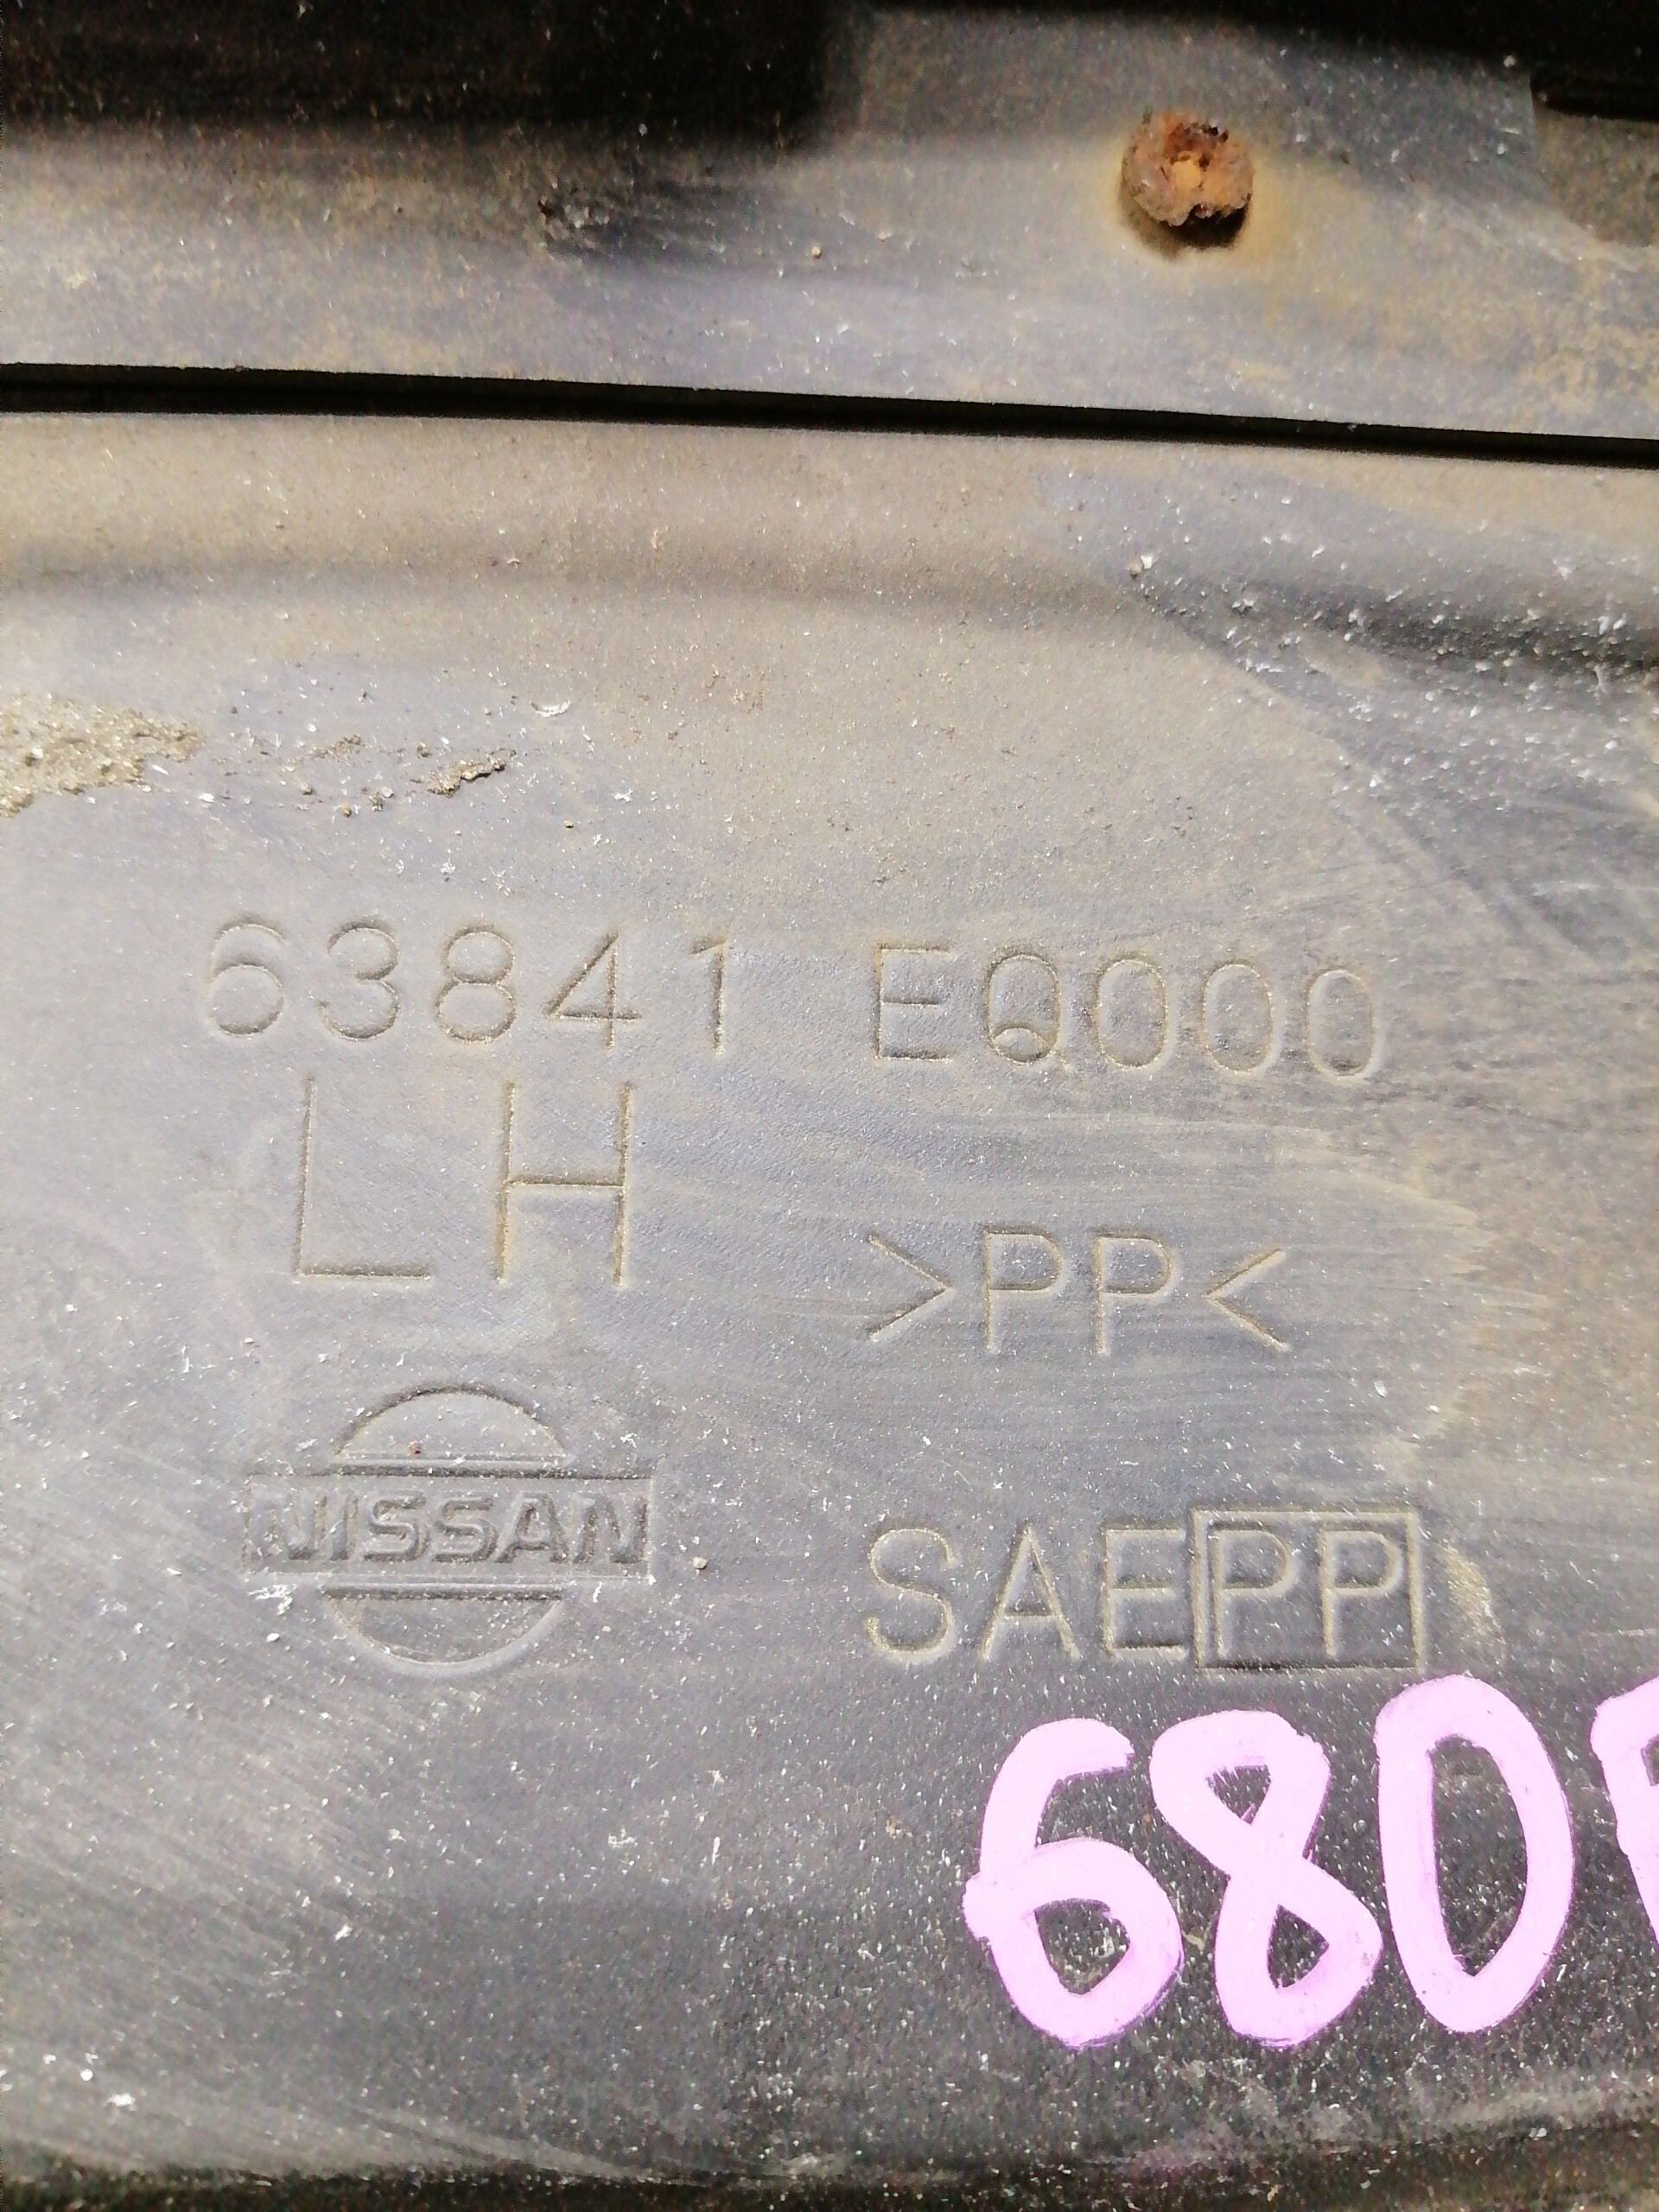 63841 EQ000
LH
>PP<
NISSAN
SAEPP
680